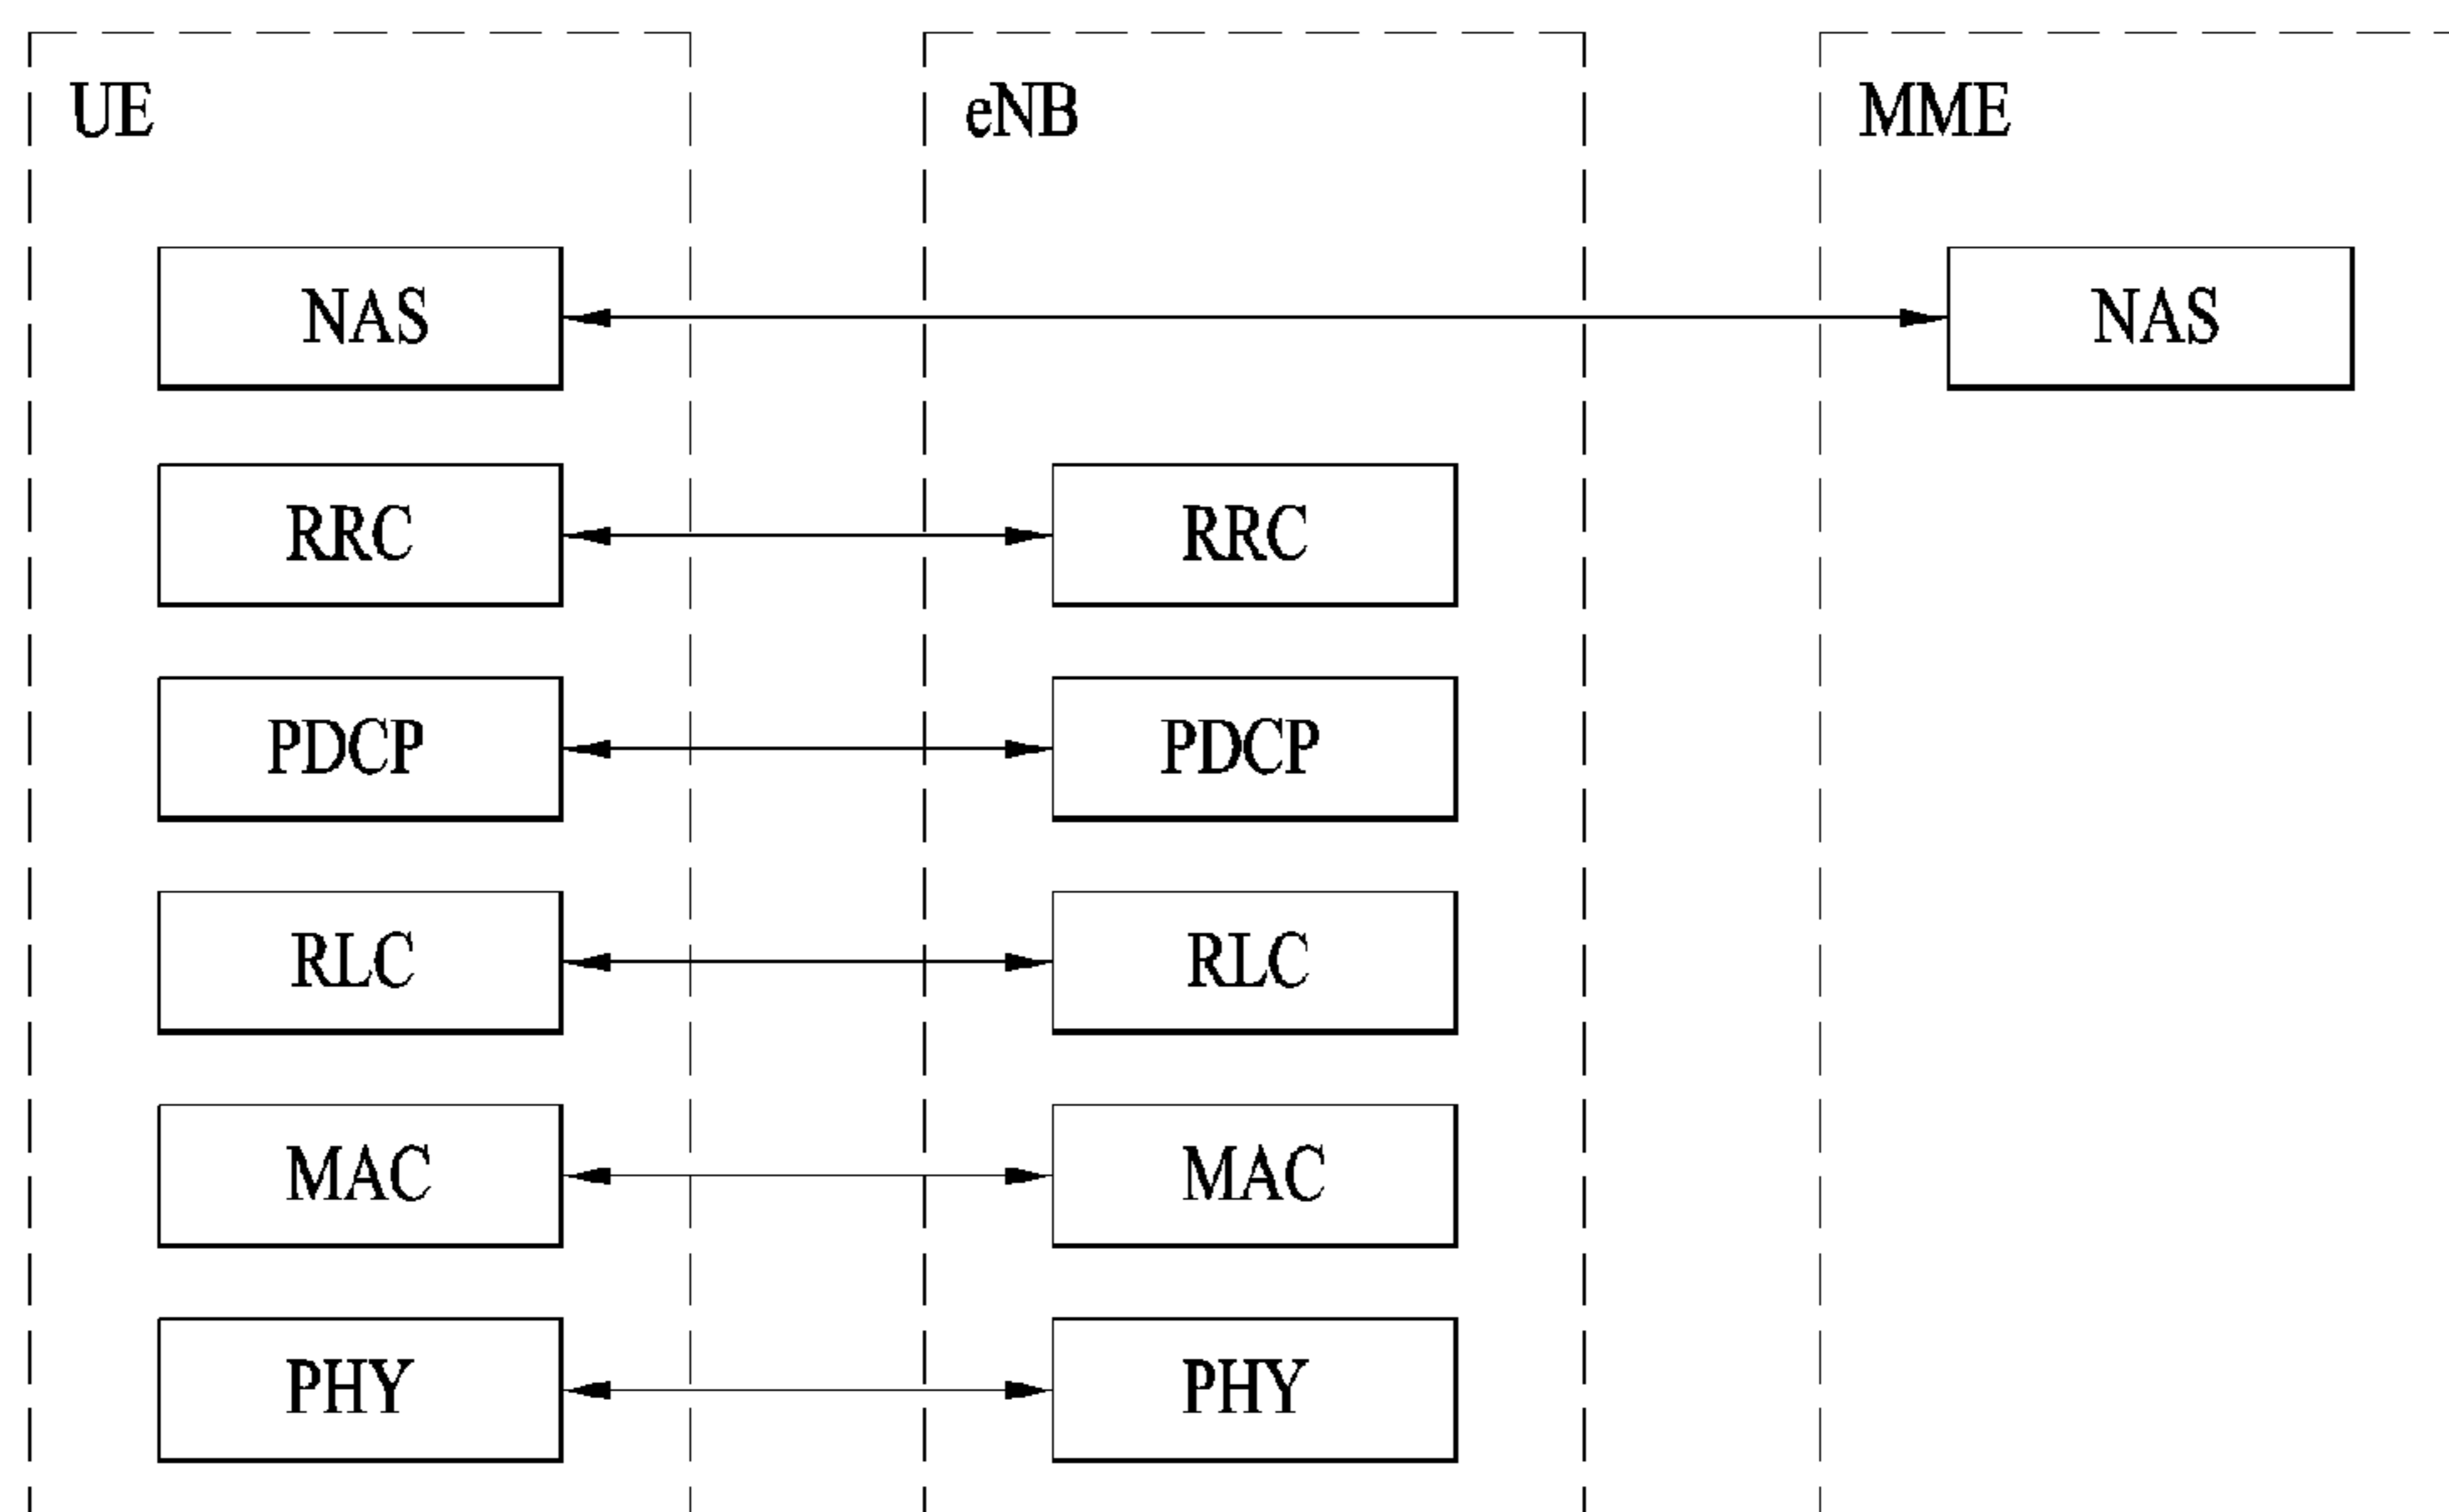 UE eNB MME
NAS NAS
RRC RRC
PDCP PDCP
RLC RLC
MAC MAC
PHY PHY